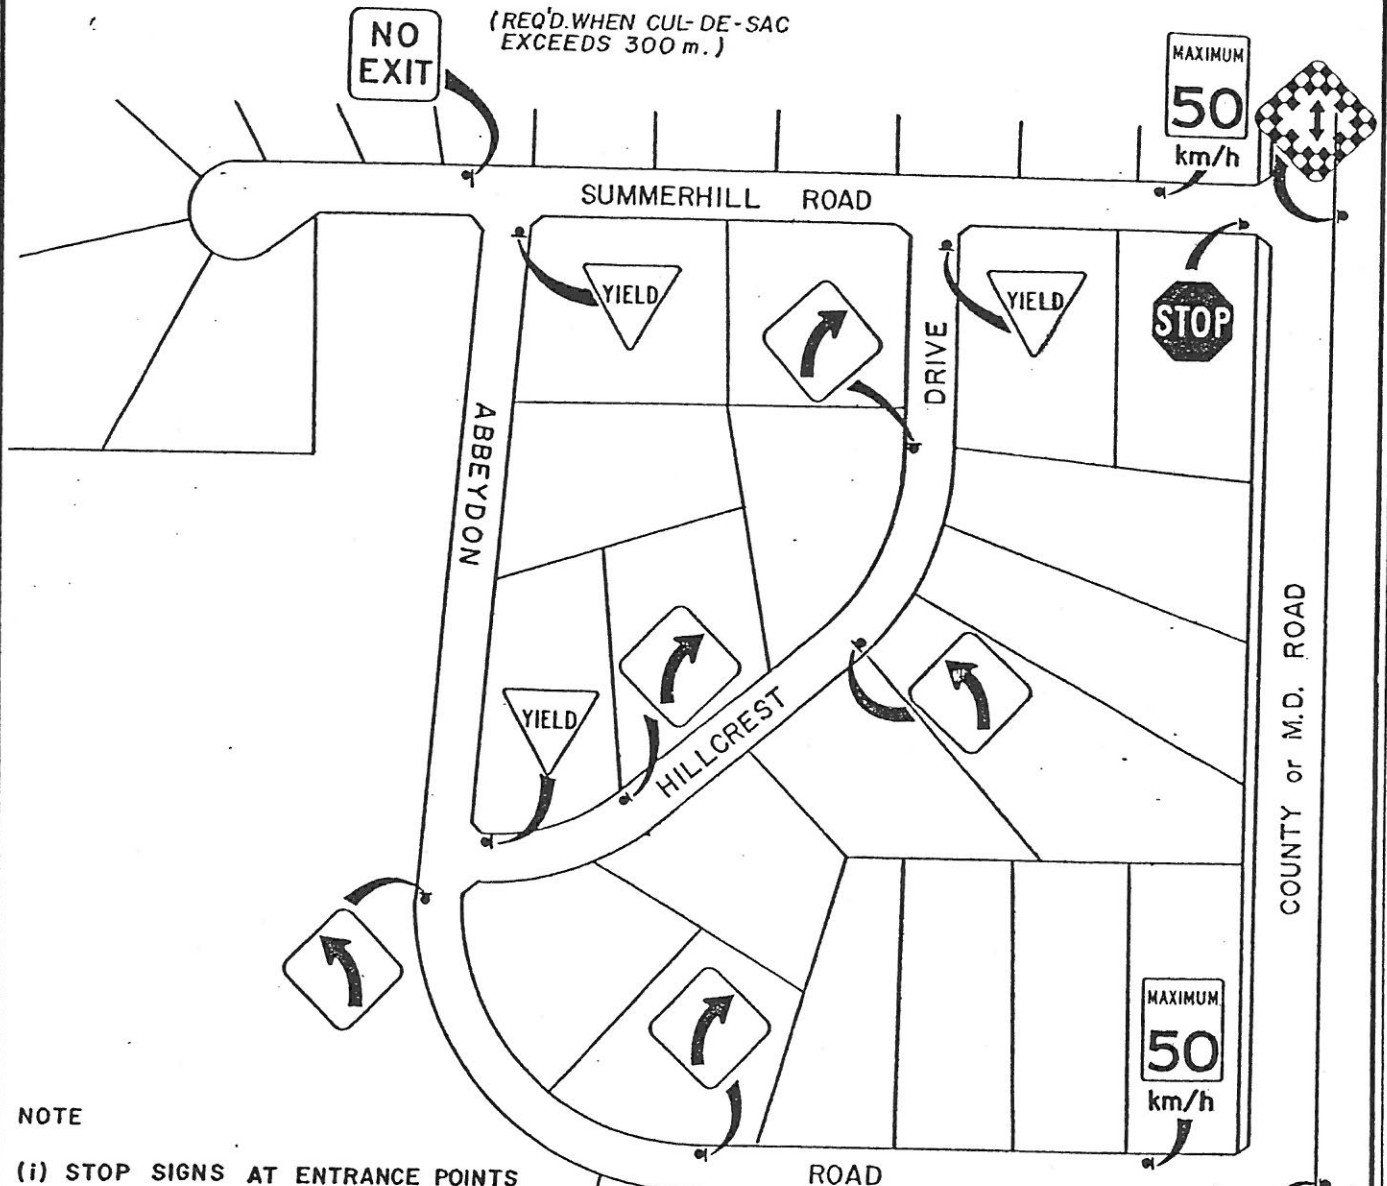 (REQ'D. WHEN CUL-DE-SAC
EXCEEDS 300 m.)
NO
EXIT
MAXIMUM
50
km/h
SUMMERHILL ROAD
YIELD
YIELD
STOP
DRIVE
ABBEYDON
COUNTY or M.D. ROAD
YIELD
HILLCREST
MAXIMUM
50
km/h
NOTE
(i) STOP SIGNS AT ENTRANCE POINTS
ROAD